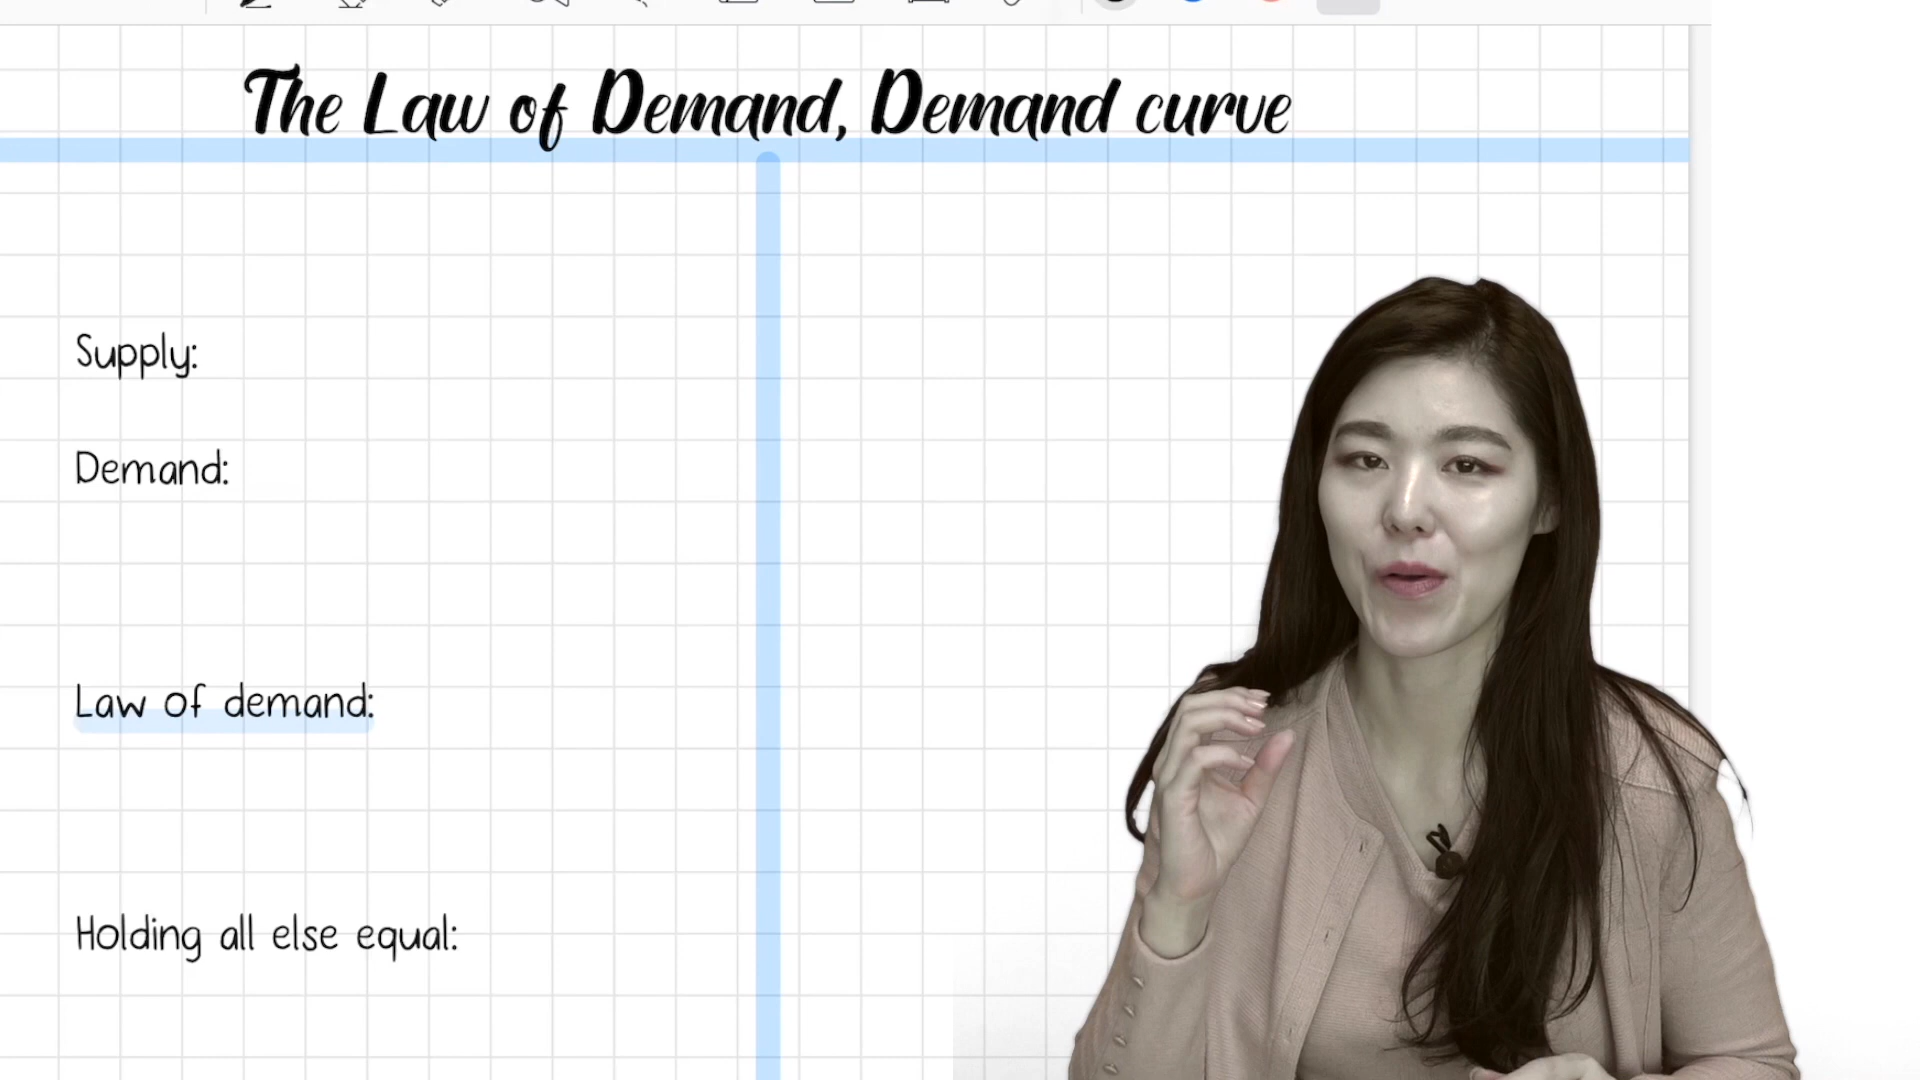 The Law of Demand, Demand curve
Supply:
Demand:
Law of demand:
Holding all else equal: